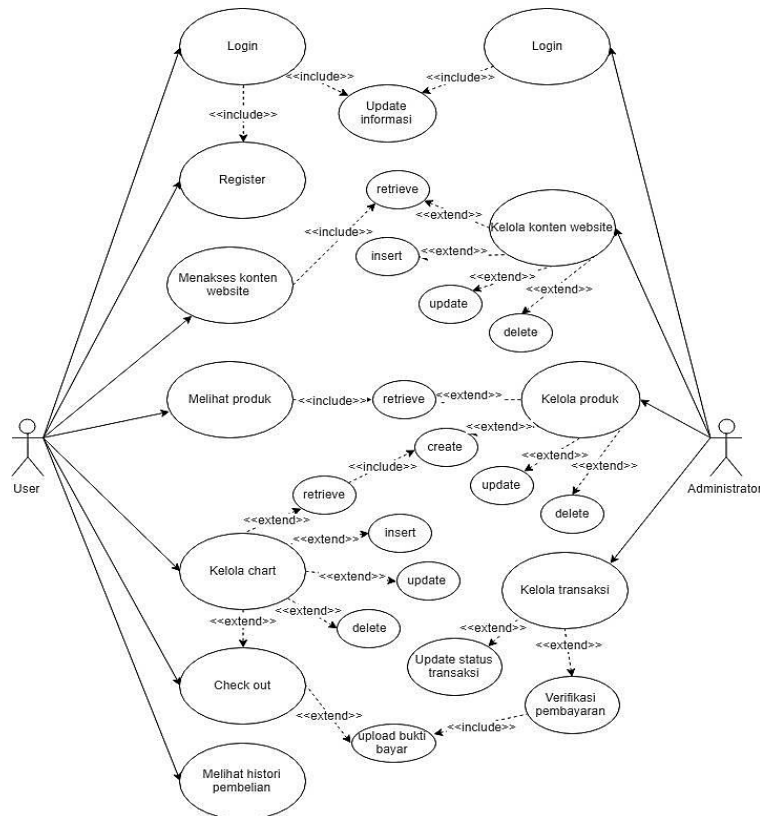 Login
Login
<<include>>
<<include>>
<<include>>
Update
informasi
Register
retrieve
<<extend>>
Kelola konten website
<<include>>
insert
<<extend>>
Menakses konten
website
<<extend>>
update
<<extend>>
delete
Melihat produk
<<include>>
retrieve
<<extend>>
Kelola produk
<<extend>>
create
<<extend>>
<<extend>>
<<include>>
update
User
Administrator
retrieve
delete
<<extend>>
insert
<<extend>>
Kelola chart
<<extend>>
update
Kelola transaksi
<<extend>>
delete
<<extend>>
<<extend>>
<<extend>>
Update status
transaksi
Check out
Verifikasi
pembayaran
<<extend>>
<<include>>
upload bukti
bayar
Melihat histori
pembelian